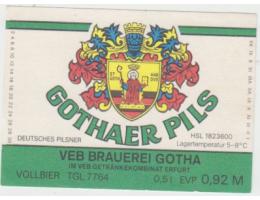 GOTHAER PILS
DEUTSCHES PILSNER
HSL 1823600
Lagertemperatur 5-8°C
VEB BRAUEREI GOTHA
IM VEB GETRÄNKEKOMBINAT ERFURT
VOLLBIER TGL 7764 0,5 l EVP 0,92 M